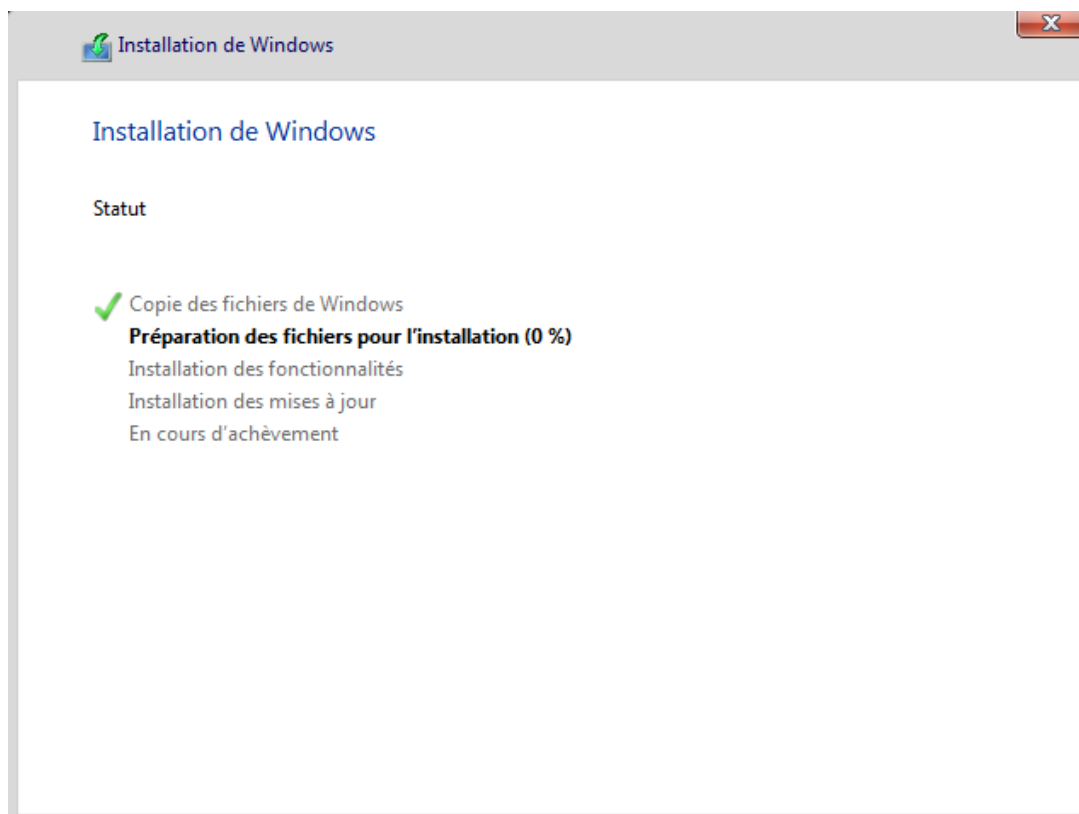 Installation de Windows
Installation de Windows
Statut
Copie des fichiers de Windows
Préparation des fichiers pour l'installation (0 %)
Installation des fonctionnalités
Installation des mises à jour
En cours d'achèvement